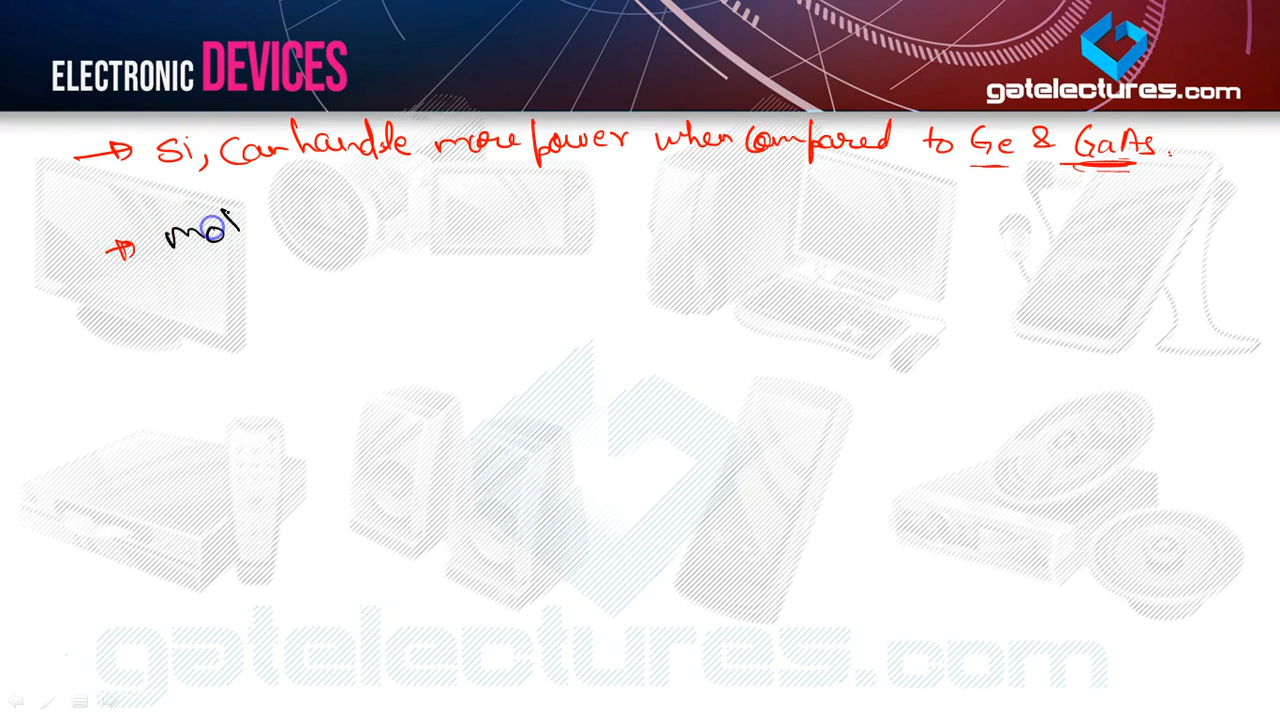 ELECTRONIC DEVICES
gatelectures.com
→ Si, can handle more power when compared to Ge & GaAs.
→
gatelectures.com